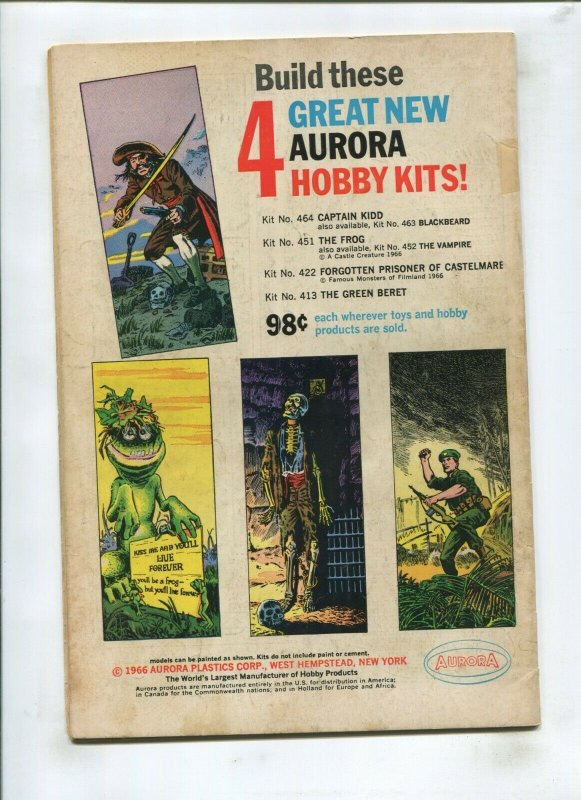 Build these
4 GREAT NEW
AURORA
HOBBY KITS!
Kit No. 464 CAPTAIN KIDD
also available, Kit No. 463 BLACKBEARD
Kit No. 451 THE FROG
also available, Kit No. 452 THE VAMPIRE
© A Castle Creature 1966
Kit No. 422 FORGOTTEN PRISONER OF CASTELMARE
© Famous Monsters of Filmland 1966
Kit No. 413 THE GREEN BERET
98¢ each wherever toys and hobby
products are sold.
KISS ME AND YOU'LL
LIVE
FOREVER
you'll be a frog—
but you'll live forever
models can be painted as shown. Kits do not include paint or cement.
© 1966 AURORA PLASTICS CORP., WEST HEMPSTEAD, NEW YORK
The World's Largest Manufacturer of Hobby Products
Aurora products are manufactured entirely in the U.S. for distribution in America;
in Canada for the Commonwealth nations; and in Holland for Europe and Africa.
AURORA